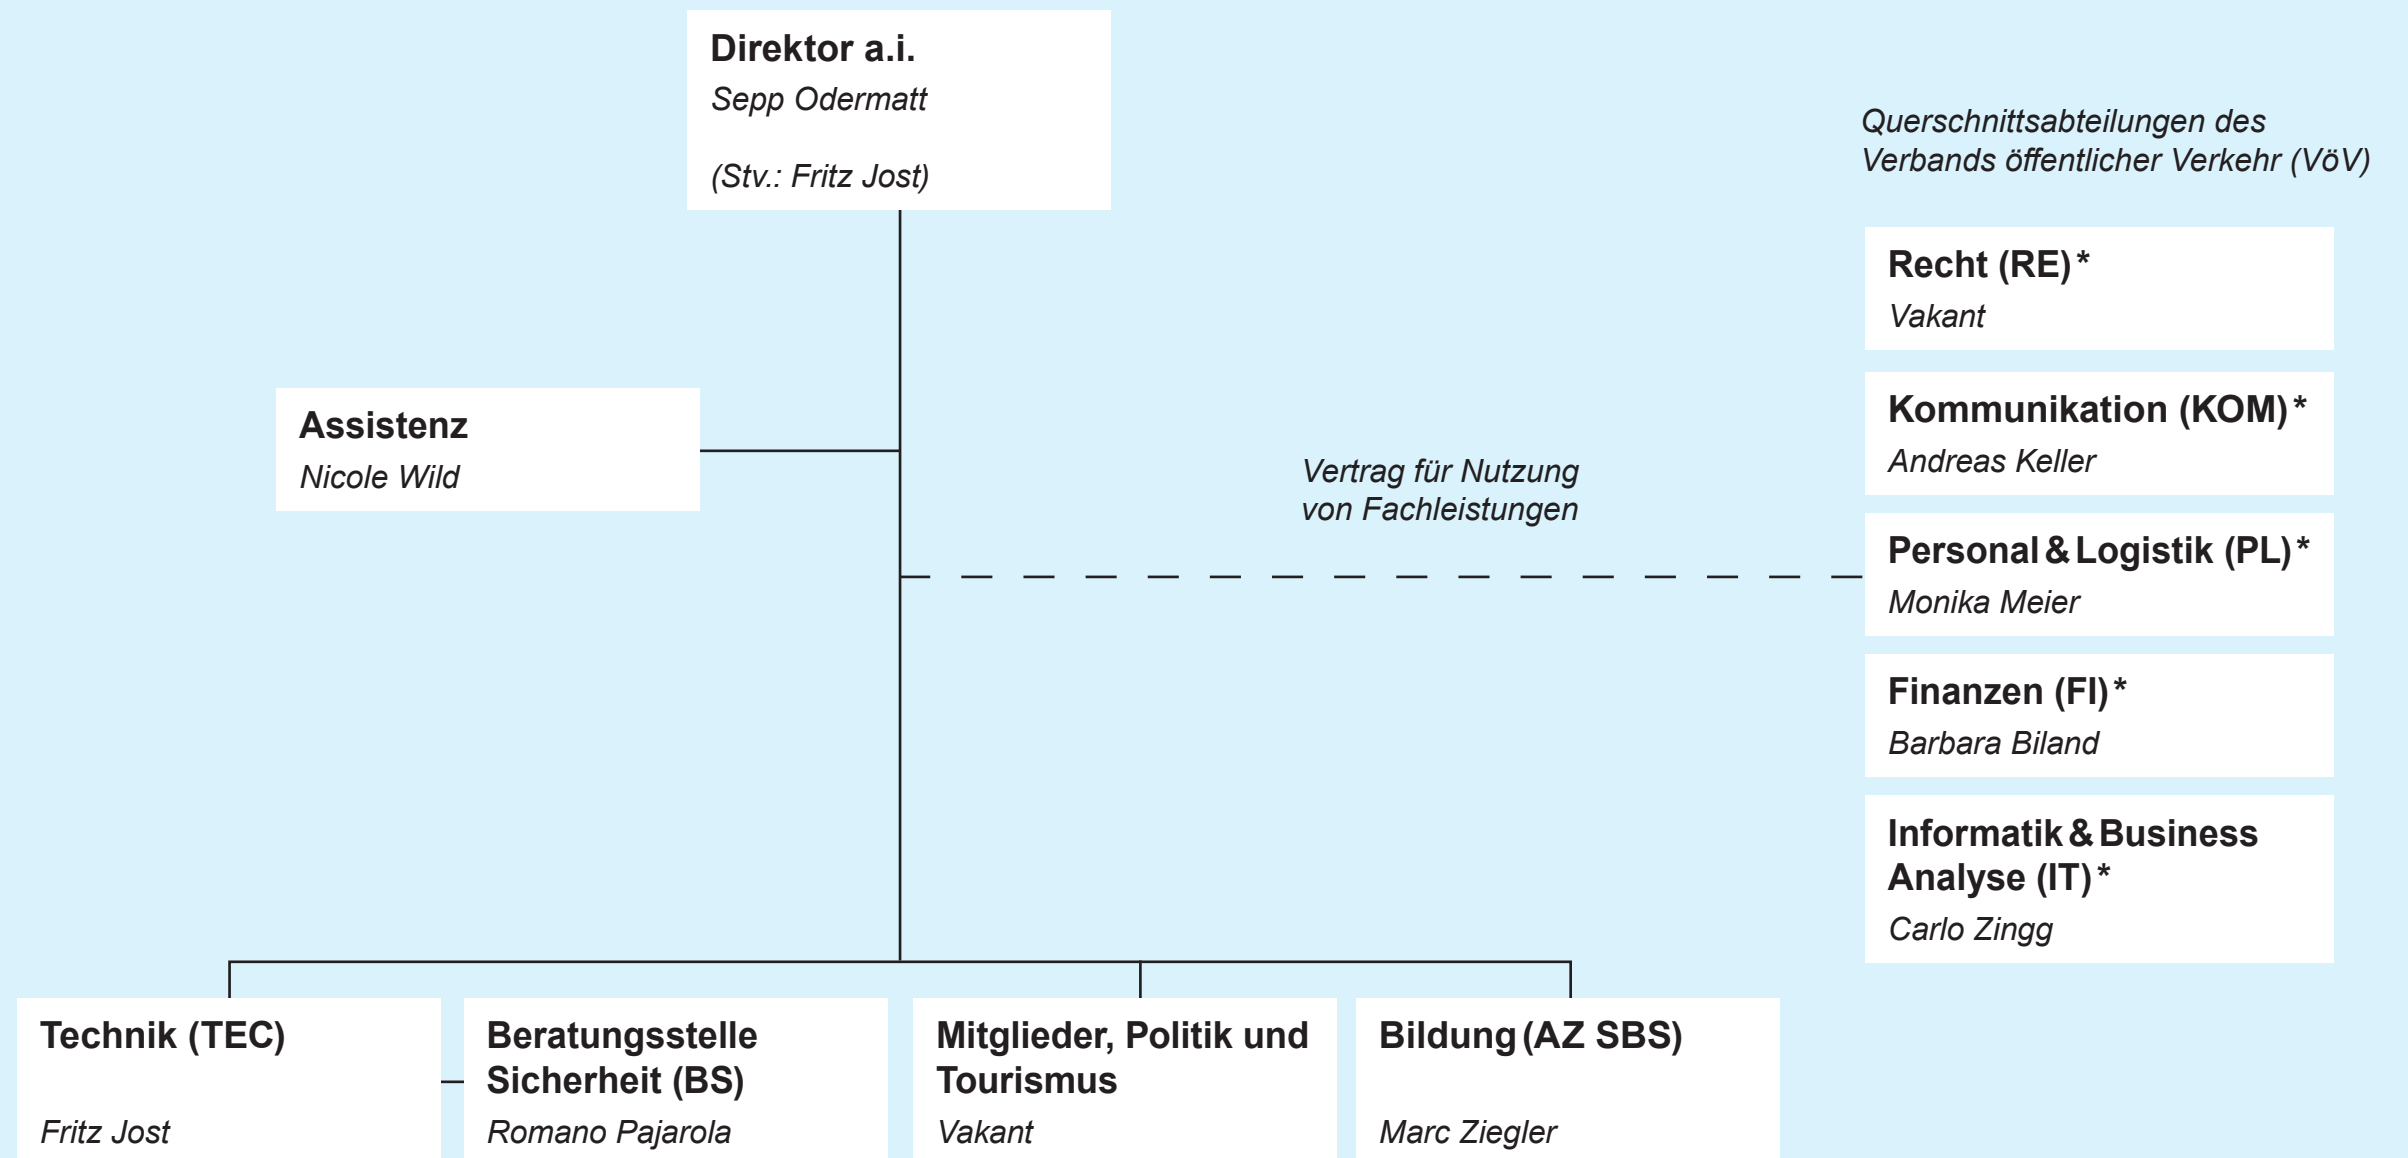 Direktor a.i.
Sepp Odermatt
(Stv.: Fritz Jost)
Querschnittsabteilungen des
Verbands öffentlicher Verkehr (VöV)
Recht (RE)*
Vakant
Assistenz
Nicole Wild
Vertrag für Nutzung
von Fachleistungen
Kommunikation (KOM)*
Andreas Keller
Personal & Logistik (PL)*
Monika Meier
Finanzen (FI)*
Barbara Biland
Informatik & Business
Analyse (IT)*
Carlo Zingg
Technik (TEC)
Fritz Jost
Beratungsstelle
Sicherheit (BS)
Romano Pajarola
Mitglieder, Politik und
Tourismus
Vakant
Bildung (AZ SBS)
Marc Ziegler